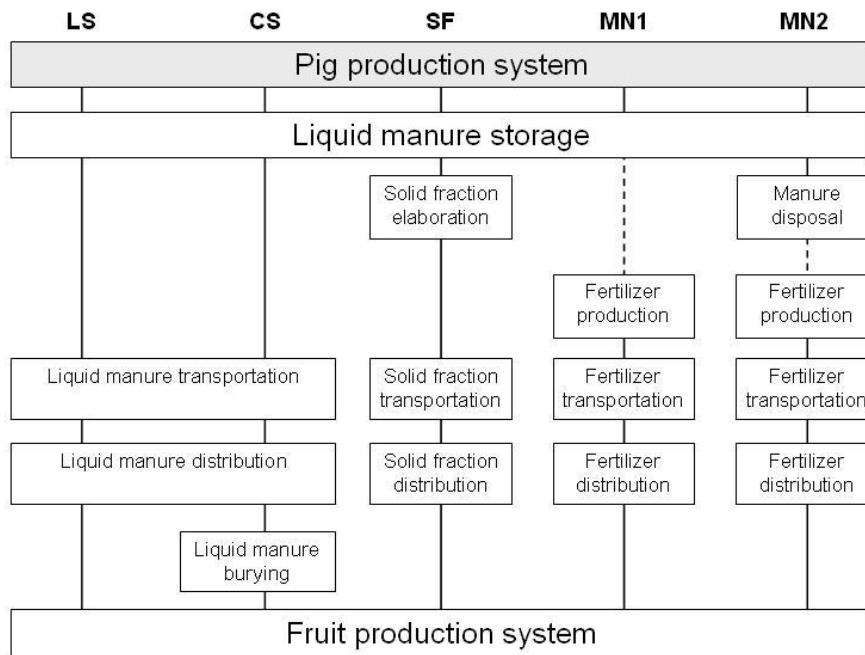 LS CS SF MN1 MN2
Pig production system
Liquid manure storage
Solid fraction
elaboration
Manure
disposal
Fertilizer
production
Fertilizer
production
Liquid manure transportation
Solid fraction
transportation
Fertilizer
transportation
Fertilizer
transportation
Liquid manure distribution
Solid fraction
distribution
Fertilizer
distribution
Fertilizer
distribution
Liquid manure
burying
Fruit production system